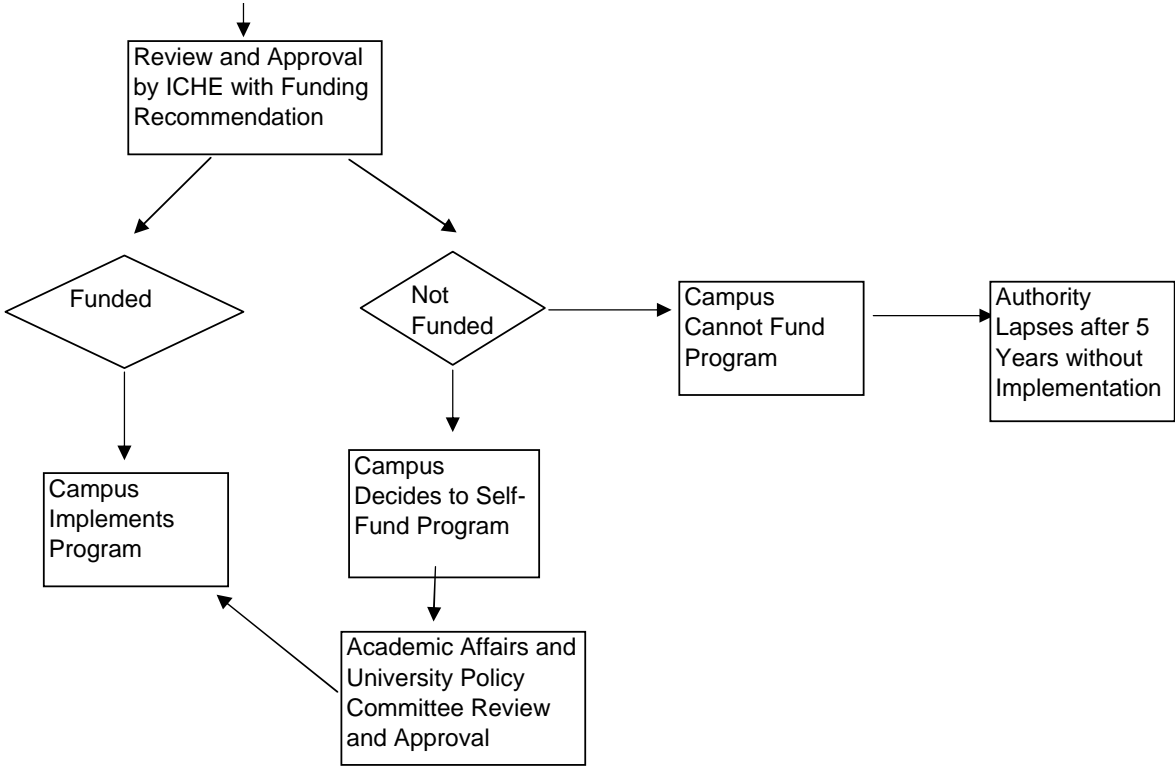 Review and Approval
by ICHE with Funding
Recommendation
Funded
Not
Funded
Campus
Cannot Fund
Program
Authority
Lapses after 5
Years without
Implementation
Campus
Implements
Program
Campus
Decides to Self-
Fund Program
Academic Affairs and
University Policy
Committee Review
and Approval